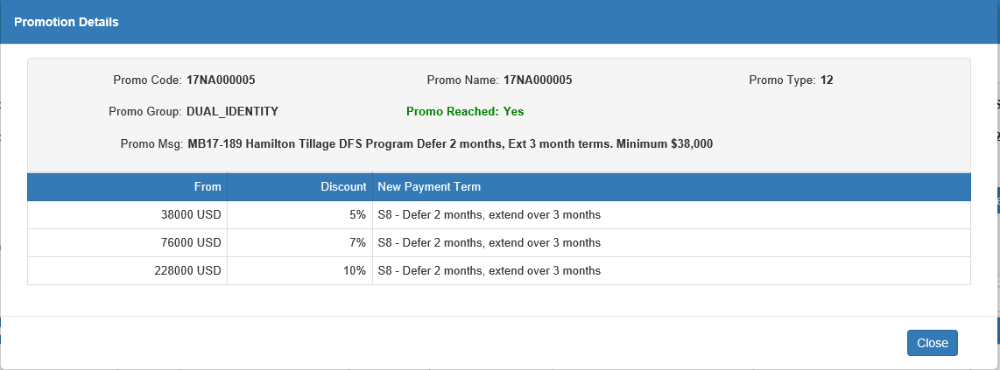 Promotion Details
Promo Code: 17NA000005 Promo Name: 17NA000005 Promo Type: 12
Promo Group: DUAL_IDENTITY Promo Reached: Yes
Promo Msg: MB17-189 Hamilton Tillage DFS Program Defer 2 months, Ext 3 month terms. Minimum $38,000
From Discount New Payment Term
38000 USD 5% S8 - Defer 2 months, extend over 3 months
76000 USD 7% S8 - Defer 2 months, extend over 3 months
228000 USD 10% S8 - Defer 2 months, extend over 3 months
Close